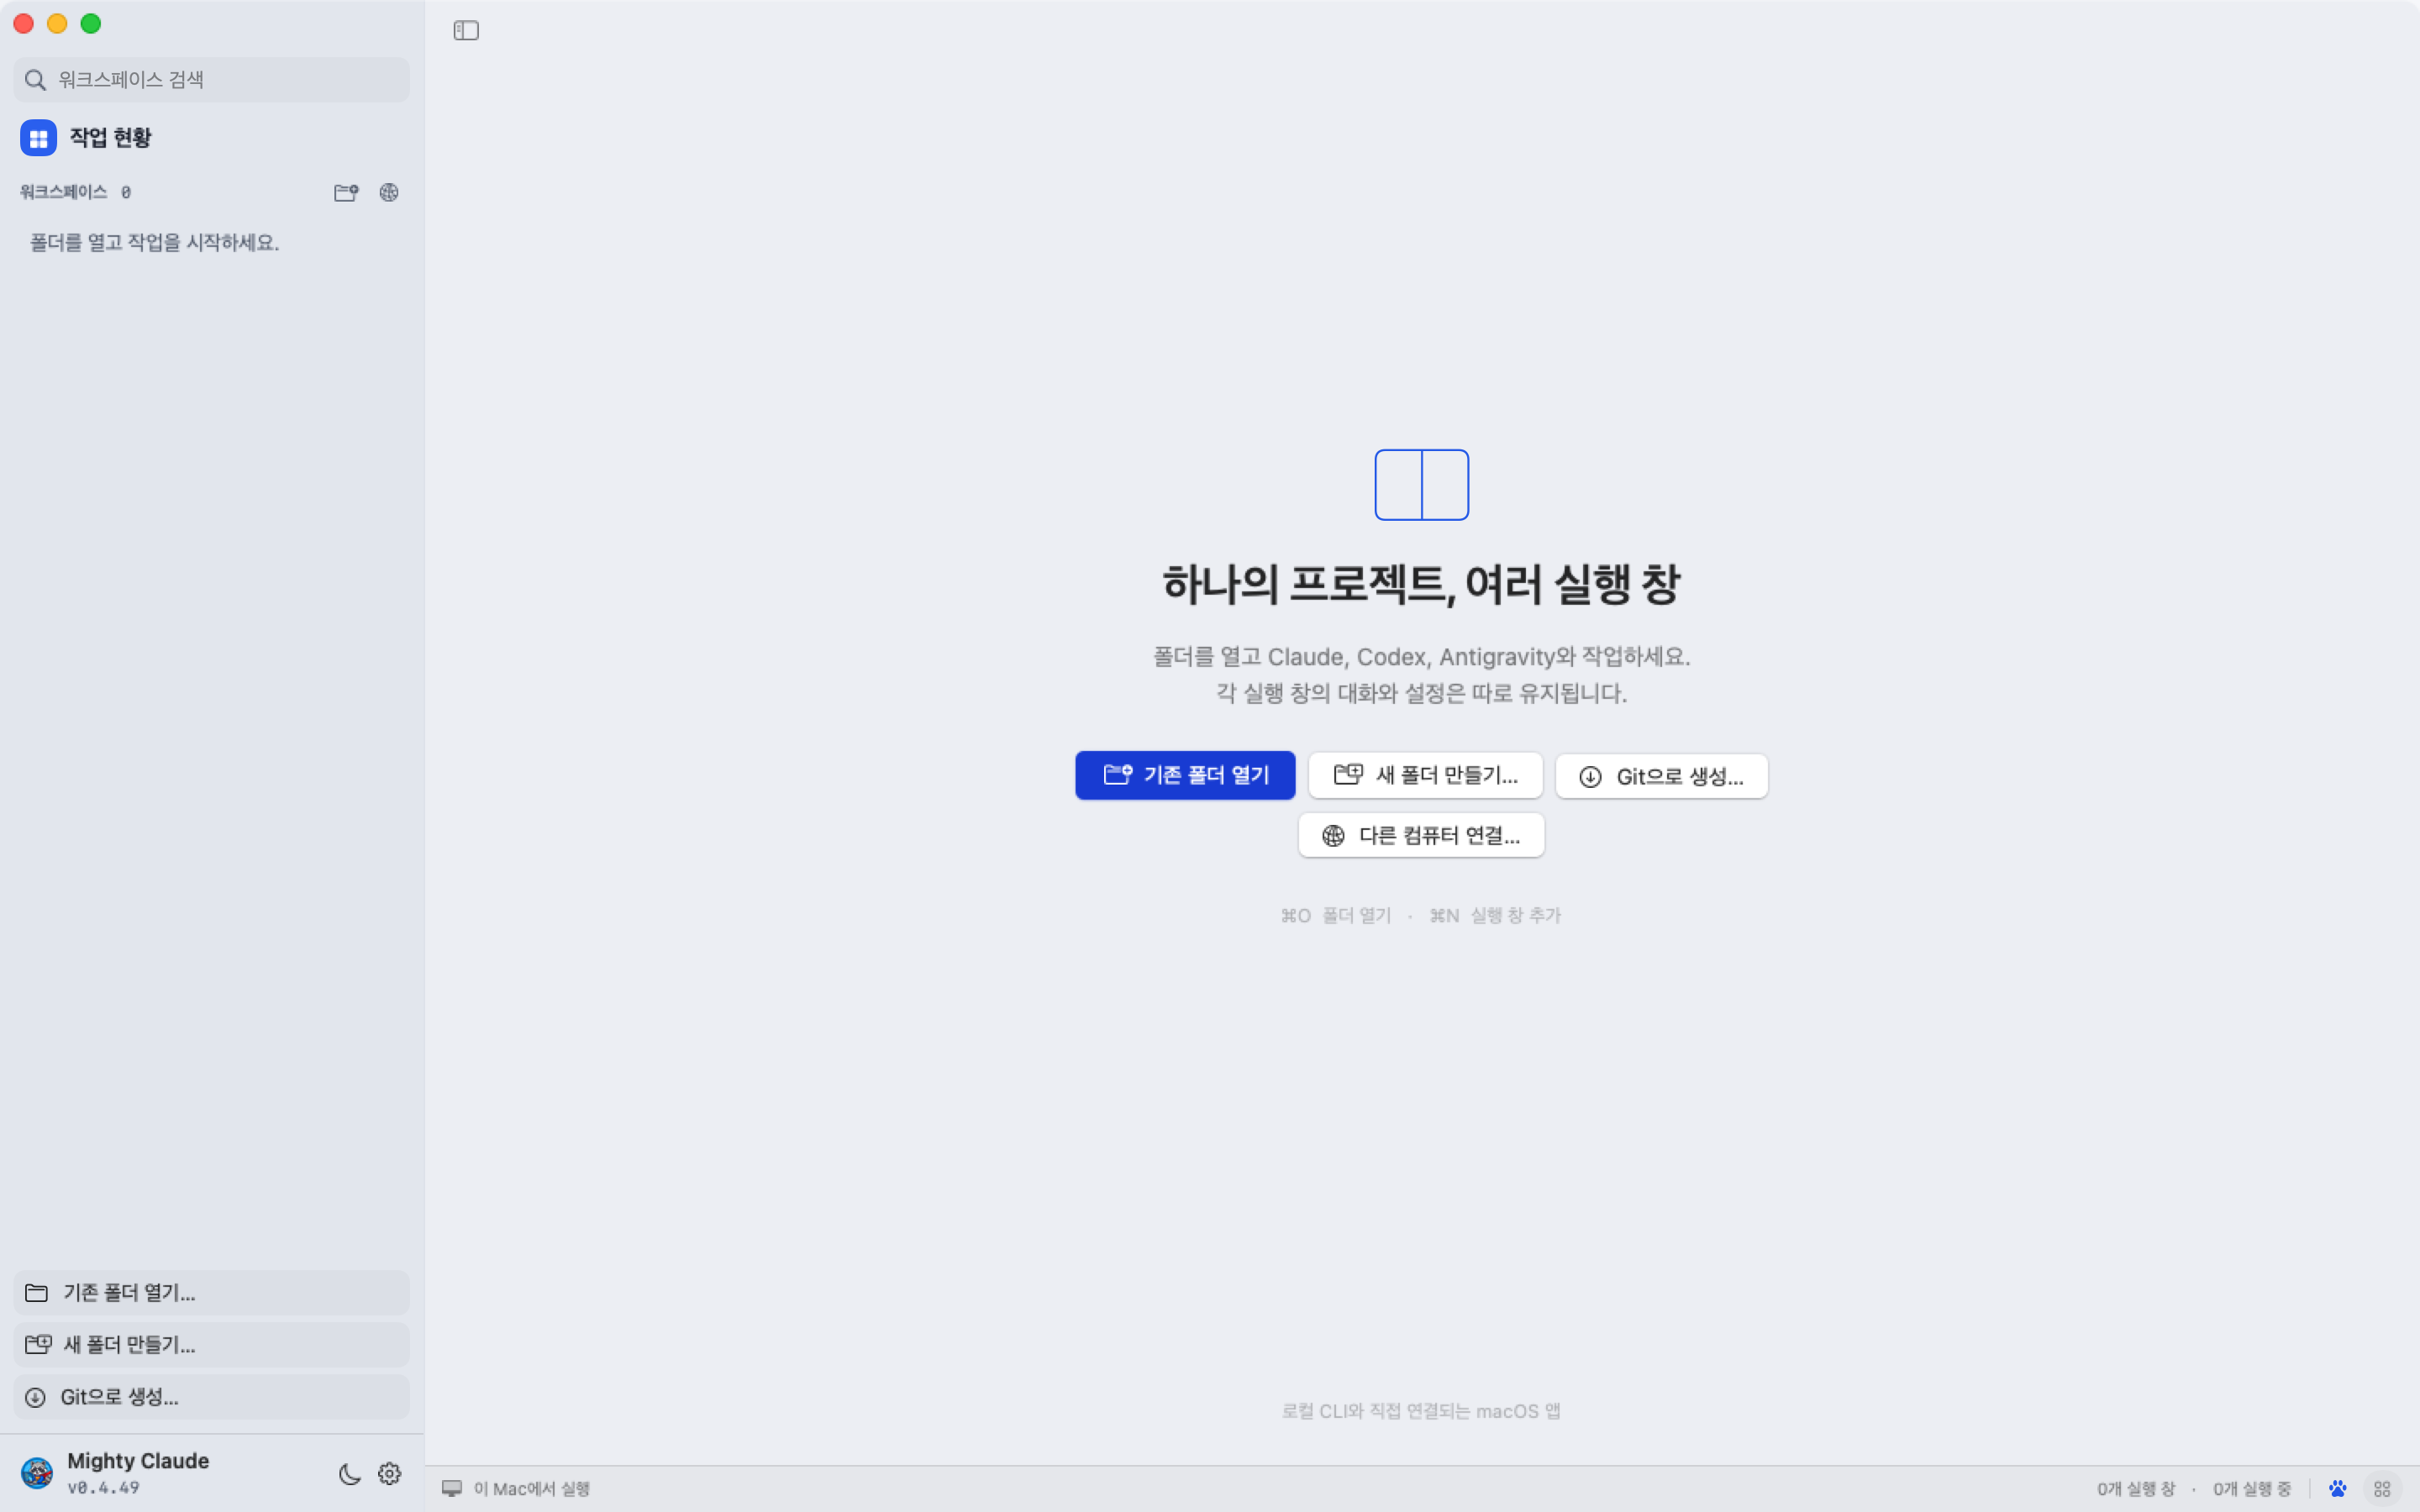 워크스페이스 검색
작업 현황
워크스페이스 0
폴더를 열고 작업을 시작하세요.
하나의 프로젝트, 여러 실행 창
폴더를 열고 Claude, Codex, Antigravity와 작업하세요.
각 실행 창의 대화와 설정은 따로 유지됩니다.
기존 폴더 열기
새 폴더 만들기...
Git으로 생성...
다른 컴퓨터 연결...
⌘O 폴더 열기 · ⌘N 실행 창 추가
기존 폴더 열기...
새 폴더 만들기...
Git으로 생성...
로컬 CLI와 직접 연결되는 macOS 앱
Mighty Claude
v0.4.49
이 Mac에서 실행
0개 실행 창 · 0개 실행 중